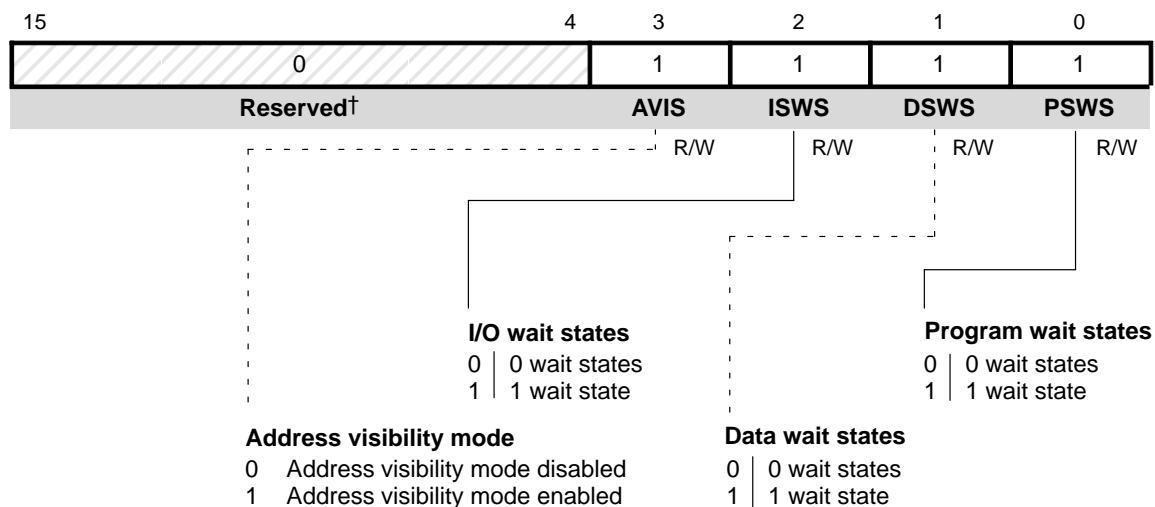 15 4 3 2 1 0
0 1 1 1 1
Reserved† AVIS ISWS DSWS PSWS
R/W R/W R/W R/W
I/O wait states
0 0 wait states
1 1 wait state
Program wait states
0 0 wait states
1 1 wait state
Address visibility mode
0 Address visibility mode disabled
1 Address visibility mode enabled
Data wait states
0 0 wait states
1 1 wait state